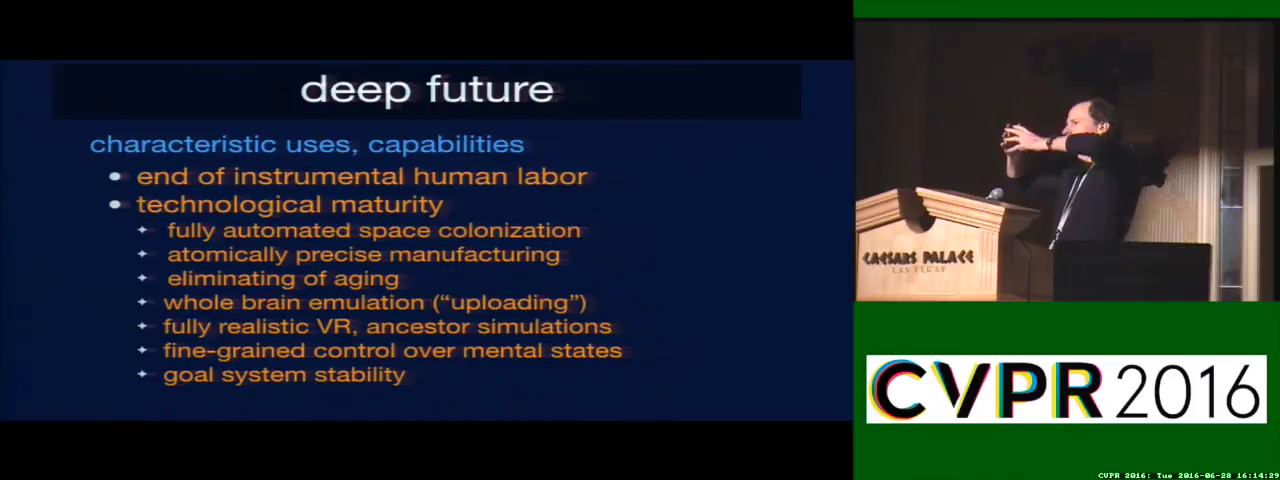 deep future
characteristic uses, capabilities
• end of instrumental human labor
• technological maturity
✦ fully automated space colonization
✦ atomically precise manufacturing
✦ eliminating of aging
✦ whole brain emulation (“uploading”)
✦ fully realistic VR, ancestor simulations
✦ fine-grained control over mental states
✦ goal system stability
CAESARS PALACE
LAS VEGAS
CVPR 2016
CVPR 2016: Tue 2016-06-28 16:14:29